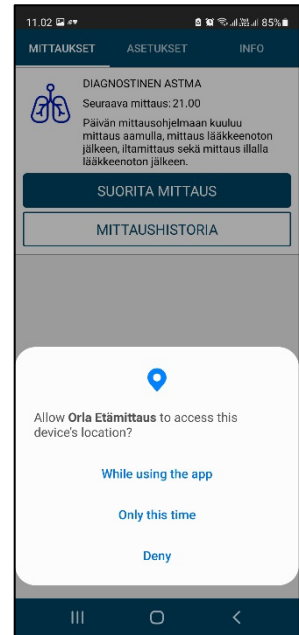 11.02
85%
MITTAUKSET ASETUKSET INFO
DIAGNOSTINEN ASTMA
Seuraava mittaus: 21.00
Päivän mittausohjelmaan kuuluu
mittaus aamulla, mittaus lääkkeenoton
jälkeen, iltamittaus sekä mittaus illalla
lääkkeenoton jälkeen.
SUORITA MITTAUS
MITTAUSHISTORIA
Allow Orla Etämittaus to access this
device's location?
While using the app
Only this time
Deny